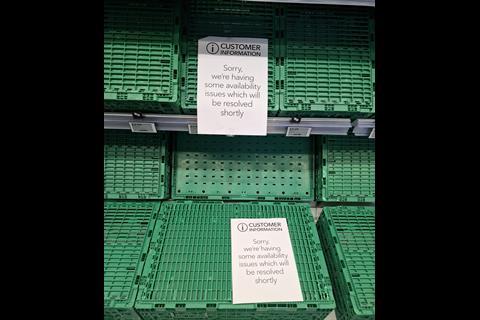 CUSTOMER
INFORMATION
Sorry,
we're having
some availability
issues which will
be resolved
shortly
CUSTOMER
INFORMATION
Sorry,
we're having
some availability
issues which will
be resolved
shortly